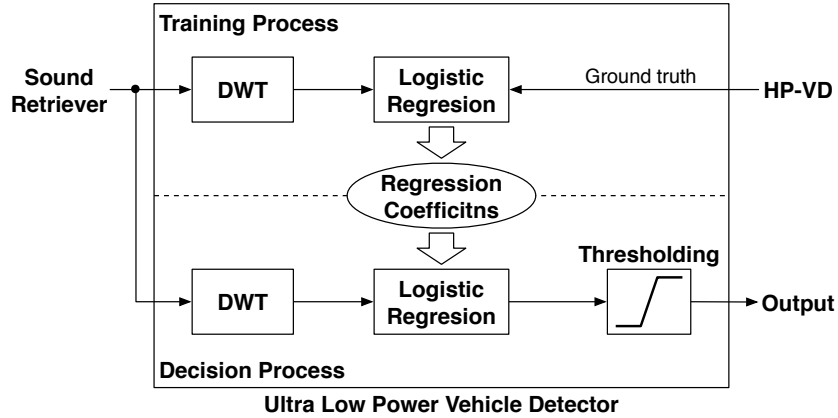 Training Process
Sound
Retriever
DWT
Logistic
Regresion
Ground truth
HP-VD
Regression
Coefficitns
Thresholding
DWT
Logistic
Regresion
Output
Decision Process
Ultra Low Power Vehicle Detector